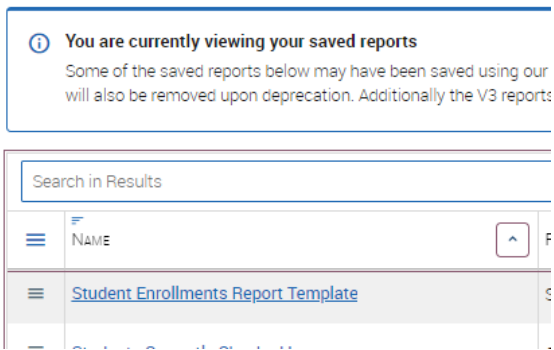 You are currently viewing your saved reports
Some of the saved reports below may have been saved using our
will also be removed upon deprecation. Additionally the V3 reports
Search in Results
NAME
Student Enrollments Report Template